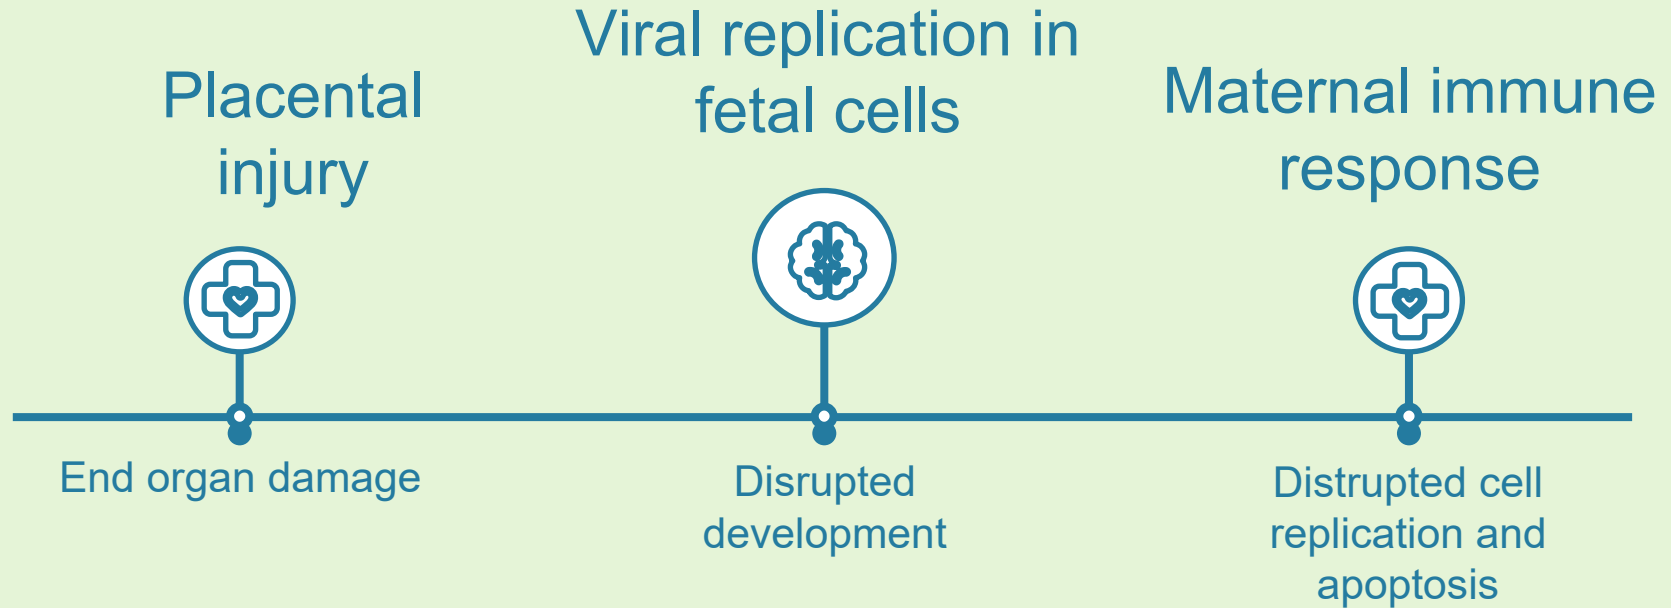 Placental
injury
End organ damage
Viral replication in
fetal cells
Disrupted
development
Maternal immune
response
Distrupted cell
replication and
apoptosis